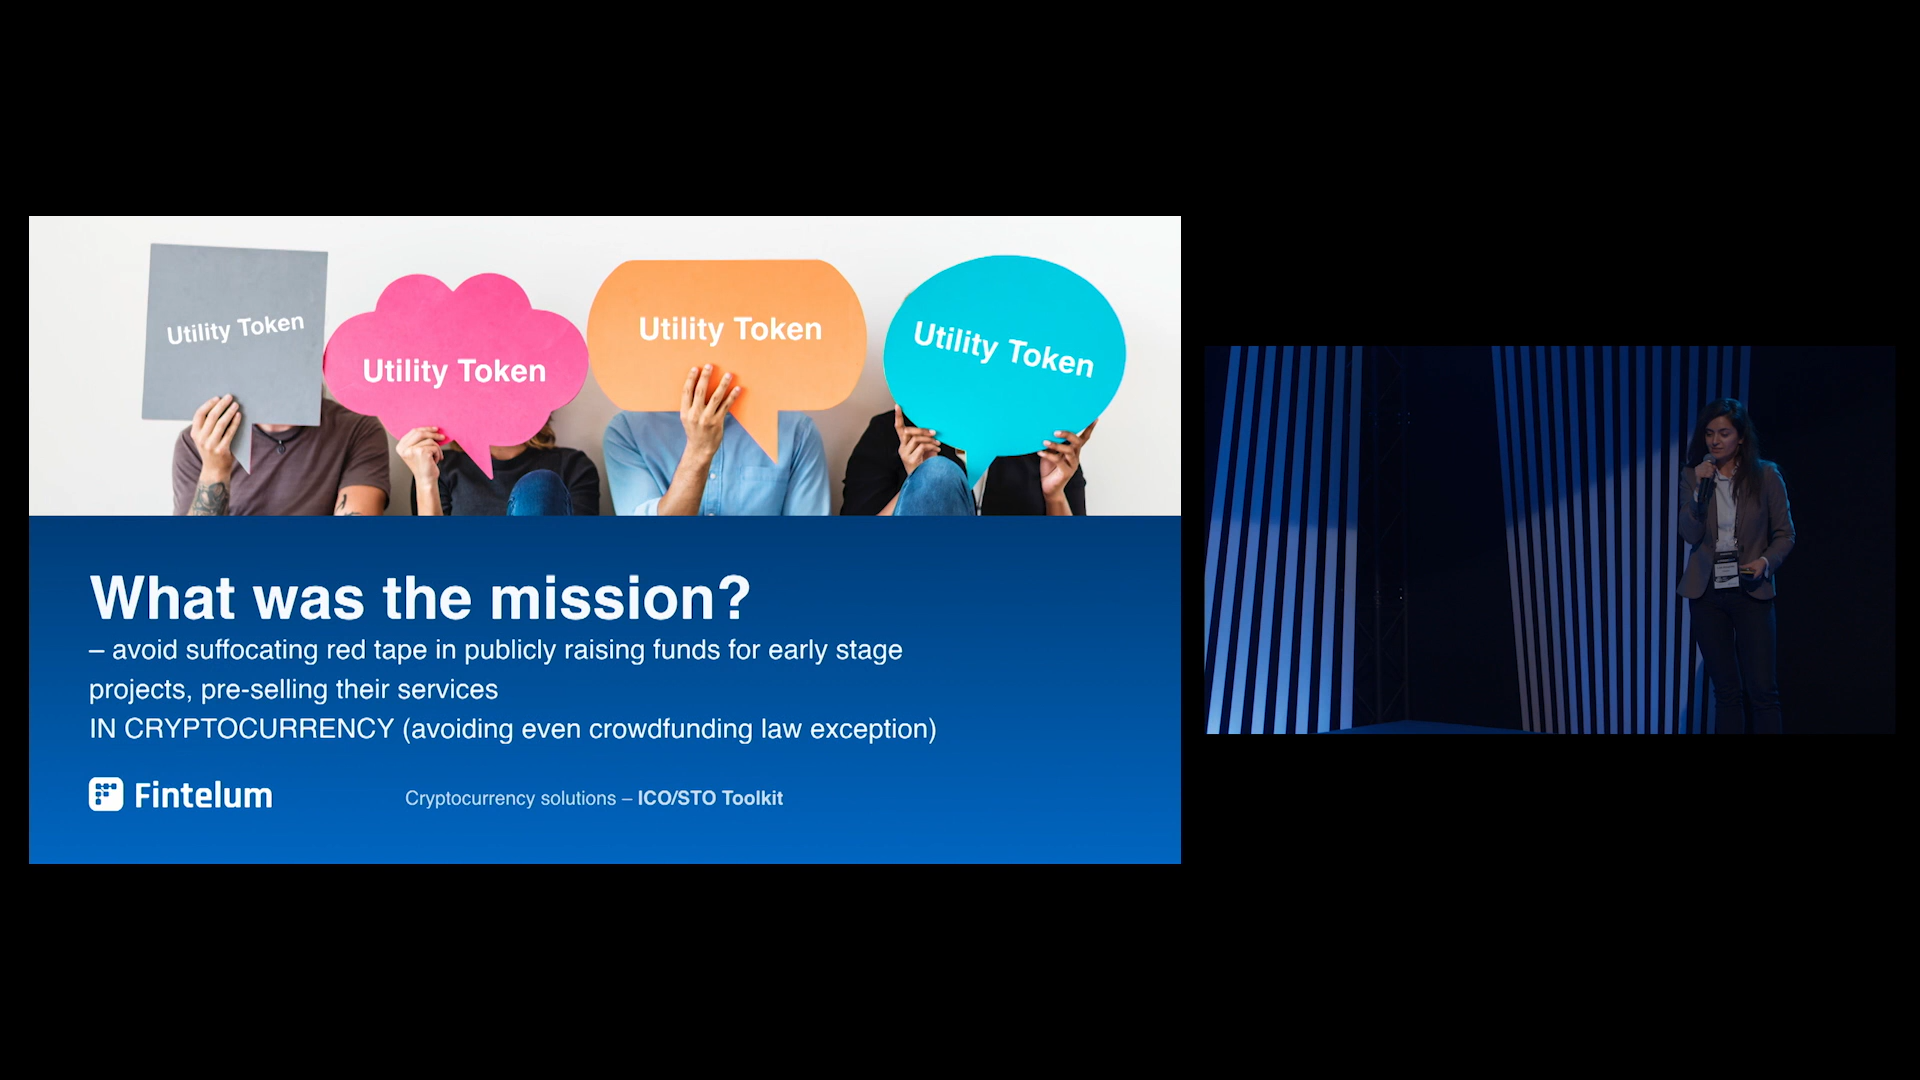 Utility Token
Utility Token
Utility Token
Utility Token
What was the mission?
– avoid suffocating red tape in publicly raising funds for early stage
projects, pre-selling their services
IN CRYPTOCURRENCY (avoiding even crowdfunding law exception)
Fintelum
Cryptocurrency solutions – ICO/STO Toolkit